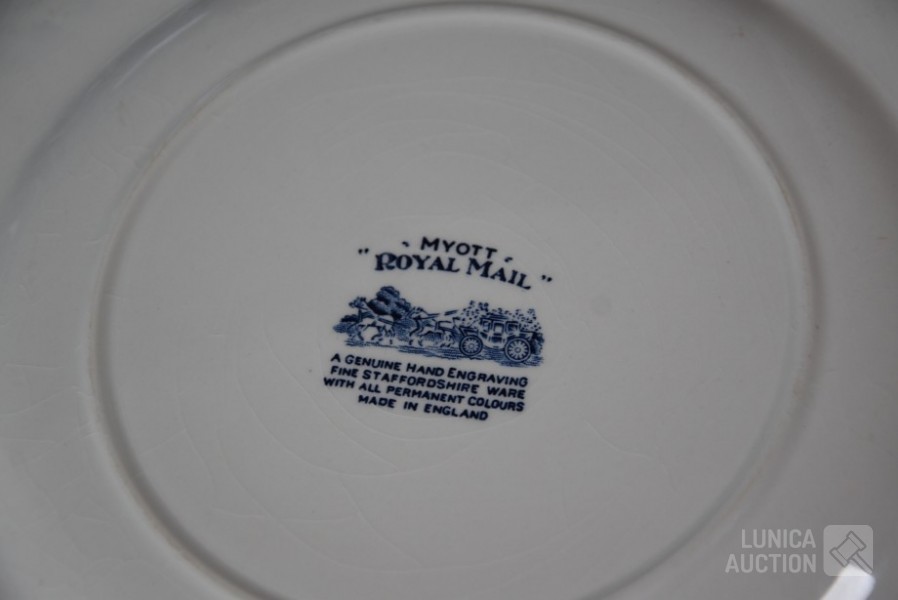 MYOTT
"ROYAL MAIL"
A GENUINE HAND ENGRAVING
FINE STAFFORDSHIRE WARE
WITH ALL PERMANENT COLOURS
MADE IN ENGLAND
LUNICA
AUCTION